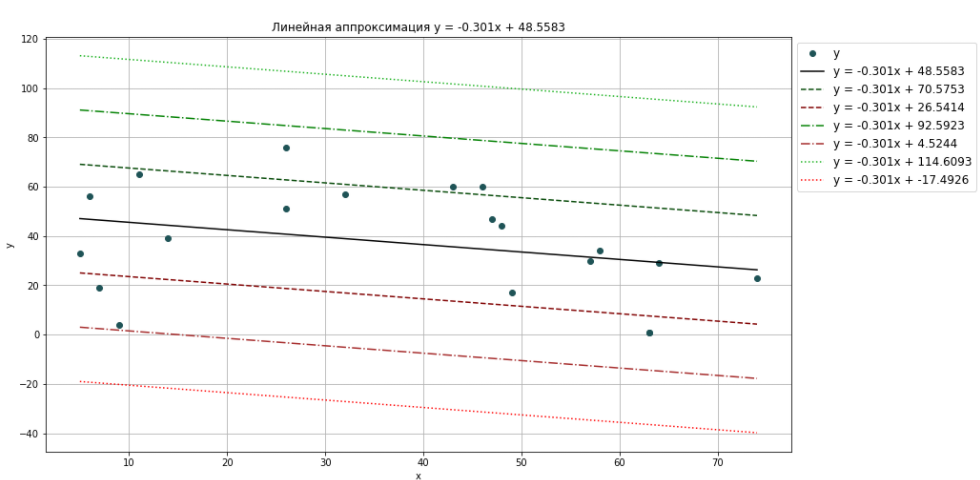 Линейная аппроксимация y = -0.301x + 48.5583
120
100
80
60
40
20
0
−20
−40
y
10
20
30
40
50
60
70
x
y
y = -0.301x + 48.5583
y = -0.301x + 70.5753
y = -0.301x + 26.5414
y = -0.301x + 92.5923
y = -0.301x + 4.5244
y = -0.301x + 114.6093
y = -0.301x + -17.4926